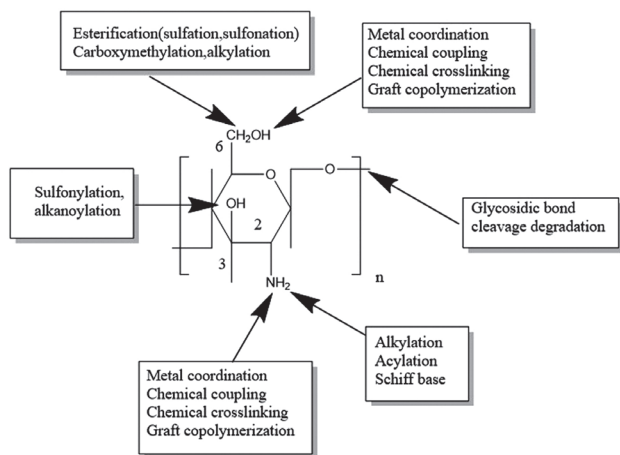 Esterification(sulfation,sulfonation)
Carboxymethylation,alkylation
Metal coordination
Chemical coupling
Chemical crosslinking
Graft copolymerization
CH₂OH
6
O
O
Sulfonylation,
alkanoylation
OH
2
Glycosidic bond
cleavage degradation
3
n
NH₂
Alkylation
Acylation
Schiff base
Metal coordination
Chemical coupling
Chemical crosslinking
Graft copolymerization